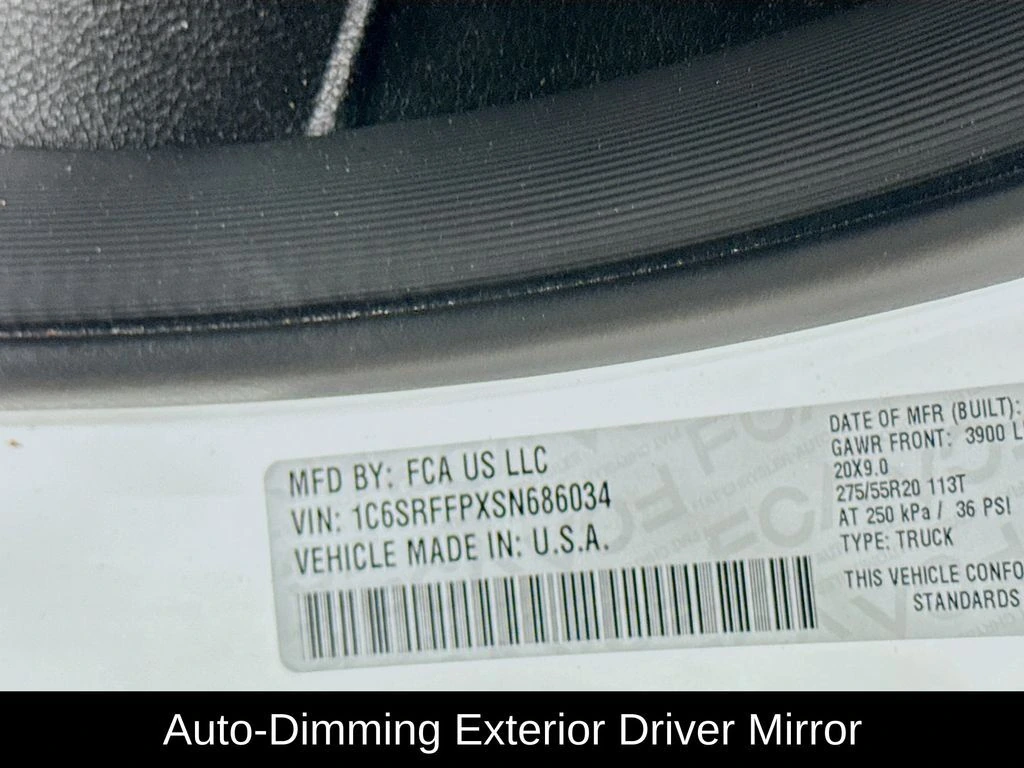 MFD BY: FCA US LLC
VIN: 1C6SRFFPXSN686034
VEHICLE MADE IN: U.S.A.
DATE OF MFR (BUILT):
GAWR FRONT: 3900 L
20X9.0
275/55R20 113T
AT 250 kPa / 36 PSI
TYPE: TRUCK
THIS VEHICLE CONFO
STANDARDS
Auto-Dimming Exterior Driver Mirror